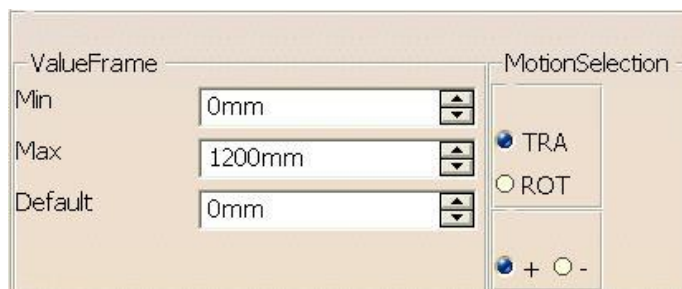 ValueFrame
Min 0mm
Max 1200mm
Default 0mm
MotionSelection
TRA
ROT
+ -